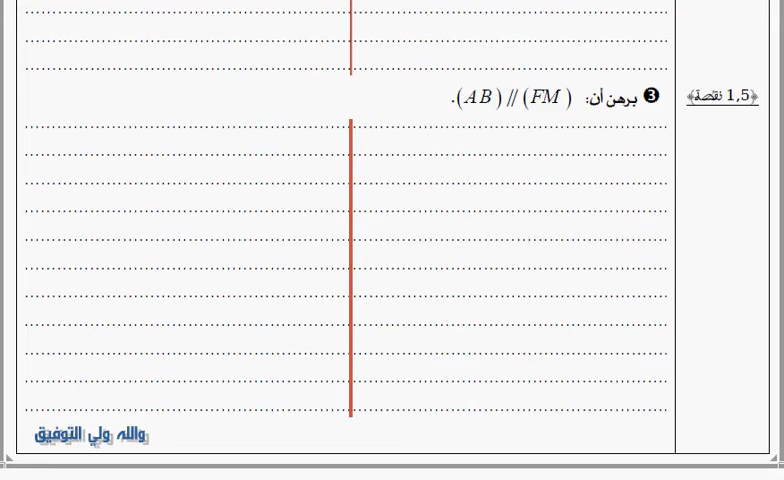 ❸ برهن أن: (AB) // (FM).
1,5 نقطة
والله ولي التوفيق